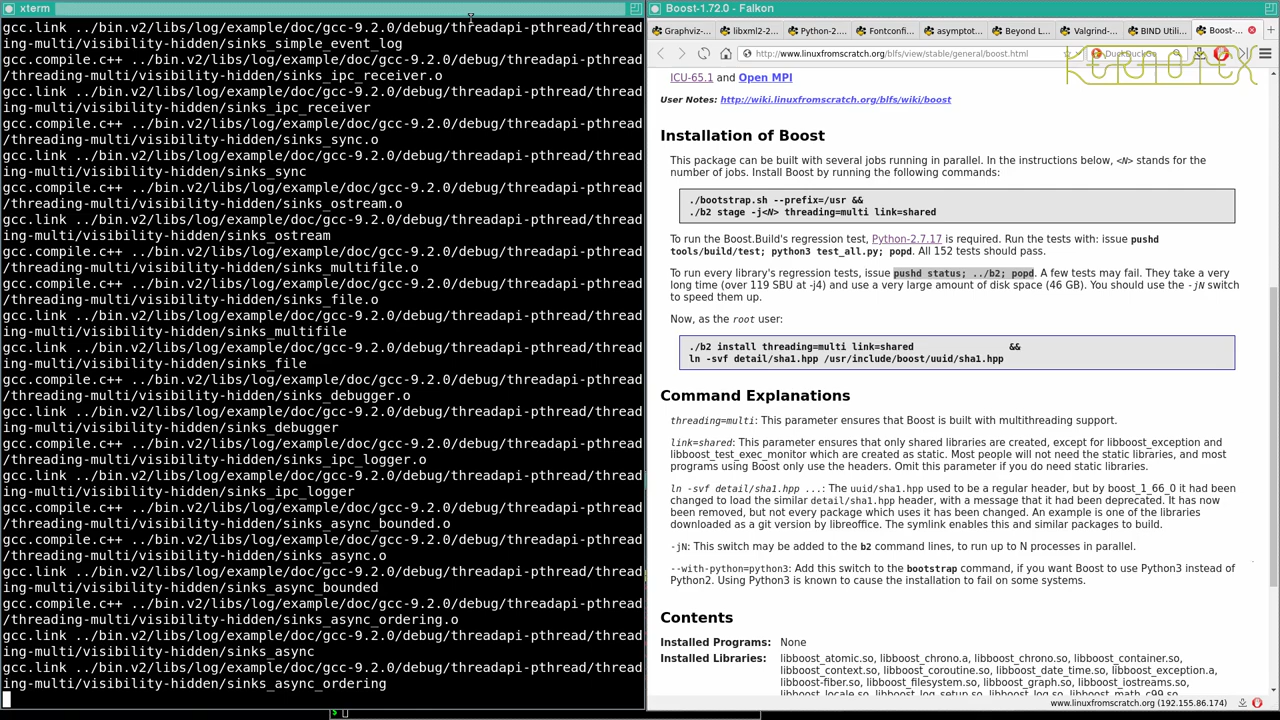 xterm
gcc.link ../bin.v2/libs/log/example/doc/gcc-9.2.0/debug/threadapi-pthread/thread
ing-multi/visibility-hidden/sinks_simple_event_log
gcc.compile.c++ ../bin.v2/libs/log/example/doc/gcc-9.2.0/debug/threadapi-pthread
/threading-multi/visibility-hidden/sinks_ipc_receiver.o
gcc.link ../bin.v2/libs/log/example/doc/gcc-9.2.0/debug/threadapi-pthread/thread
ing-multi/visibility-hidden/sinks_ipc_receiver
gcc.compile.c++ ../bin.v2/libs/log/example/doc/gcc-9.2.0/debug/threadapi-pthread
/threading-multi/visibility-hidden/sinks_sync.o
gcc.link ../bin.v2/libs/log/example/doc/gcc-9.2.0/debug/threadapi-pthread/thread
ing-multi/visibility-hidden/sinks_sync
gcc.compile.c++ ../bin.v2/libs/log/example/doc/gcc-9.2.0/debug/threadapi-pthread
/threading-multi/visibility-hidden/sinks_ostream.o
gcc.link ../bin.v2/libs/log/example/doc/gcc-9.2.0/debug/threadapi-pthread/thread
ing-multi/visibility-hidden/sinks_ostream
gcc.compile.c++ ../bin.v2/libs/log/example/doc/gcc-9.2.0/debug/threadapi-pthread
/threading-multi/visibility-hidden/sinks_multifile.o
gcc.compile.c++ ../bin.v2/libs/log/example/doc/gcc-9.2.0/debug/threadapi-pthread
/threading-multi/visibility-hidden/sinks_file.o
gcc.link ../bin.v2/libs/log/example/doc/gcc-9.2.0/debug/threadapi-pthread/thread
ing-multi/visibility-hidden/sinks_multifile
gcc.link ../bin.v2/libs/log/example/doc/gcc-9.2.0/debug/threadapi-pthread/thread
ing-multi/visibility-hidden/sinks_file
gcc.compile.c++ ../bin.v2/libs/log/example/doc/gcc-9.2.0/debug/threadapi-pthread
/threading-multi/visibility-hidden/sinks_debugger.o
gcc.link ../bin.v2/libs/log/example/doc/gcc-9.2.0/debug/threadapi-pthread/thread
ing-multi/visibility-hidden/sinks_debugger
gcc.compile.c++ ../bin.v2/libs/log/example/doc/gcc-9.2.0/debug/threadapi-pthread
/threading-multi/visibility-hidden/sinks_ipc_logger.o
gcc.link ../bin.v2/libs/log/example/doc/gcc-9.2.0/debug/threadapi-pthread/thread
ing-multi/visibility-hidden/sinks_ipc_logger
gcc.compile.c++ ../bin.v2/libs/log/example/doc/gcc-9.2.0/debug/threadapi-pthread
/threading-multi/visibility-hidden/sinks_async_bounded.o
gcc.compile.c++ ../bin.v2/libs/log/example/doc/gcc-9.2.0/debug/threadapi-pthread
/threading-multi/visibility-hidden/sinks_async.o
gcc.link ../bin.v2/libs/log/example/doc/gcc-9.2.0/debug/threadapi-pthread/thread
ing-multi/visibility-hidden/sinks_async_bounded
gcc.compile.c++ ../bin.v2/libs/log/example/doc/gcc-9.2.0/debug/threadapi-pthread
/threading-multi/visibility-hidden/sinks_async_ordering.o
gcc.link ../bin.v2/libs/log/example/doc/gcc-9.2.0/debug/threadapi-pthread/thread
ing-multi/visibility-hidden/sinks_async
gcc.link ../bin.v2/libs/log/example/doc/gcc-9.2.0/debug/threadapi-pthread/thread
ing-multi/visibility-hidden/sinks_async_ordering
$
Boost-1.72.0 - Falkon
Graphviz-... libxml2-2... Python-2.... Fontconfi... asymptot... Beyond L... Valgrind-... BIND Utili... Boost-...
http://www.linuxfromscratch.org/blfs/view/stable/general/boost.html DuckDuckGo
KERNOTEX
ICU-65.1 and Open MPI
User Notes: http://wiki.linuxfromscratch.org/blfs/wiki/boost
Installation of Boost
This package can be built with several jobs running in parallel. In the instructions below, <N> stands for the
number of jobs. Install Boost by running the following commands:
./bootstrap.sh --prefix=/usr &&
./b2 stage -j<N> threading=multi link=shared
To run the Boost.Build's regression test, Python-2.7.17 is required. Run the tests with: issue pushd
tools/build/test; python3 test_all.py; popd. All 152 tests should pass.
To run every library's regression tests, issue pushd status; ../b2; popd. A few tests may fail. They take a very
long time (over 119 SBU at -j4) and use a very large amount of disk space (46 GB). You should use the -jN switch
to speed them up.
Now, as the root user:
./b2 install threading=multi link=shared &&
ln -svf detail/sha1.hpp /usr/include/boost/uuid/sha1.hpp
Command Explanations
threading=multi: This parameter ensures that Boost is built with multithreading support.
link=shared: This parameter ensures that only shared libraries are created, except for libboost_exception and
libboost_test_exec_monitor which are created as static. Most people will not need the static libraries, and most
programs using Boost only use the headers. Omit this parameter if you do need static libraries.
ln -svf detail/sha1.hpp ...: The uuid/sha1.hpp used to be a regular header, but by boost_1_66_0 it had been
changed to load the similar detail/sha1.hpp header, with a message that it had been deprecated. It has now
been removed, but not every package which uses it has been changed. An example is one of the libraries
downloaded as a git version by libreoffice. The symlink enables this and similar packages to build.
-jN: This switch may be added to the b2 command lines, to run up to N processes in parallel.
--with-python=python3: Add this switch to the bootstrap command, if you want Boost to use Python3 instead of
Python2. Using Python3 is known to cause the installation to fail on some systems.
Contents
Installed Programs: None
Installed Libraries: libboost_atomic.so, libboost_chrono.a, libboost_chrono.so, libboost_container.so,
libboost_context.so, libboost_coroutine.so, libboost_date_time.so, libboost_exception.a,
libboost-fiber.so, libboost_filesystem.so, libboost_graph.so, libboost_iostreams.so,
libboost_locale.so, libboost_log_setup.so, libboost_log.so, libboost_math_c99.so,
www.linuxfromscratch.org (192.155.86.174)